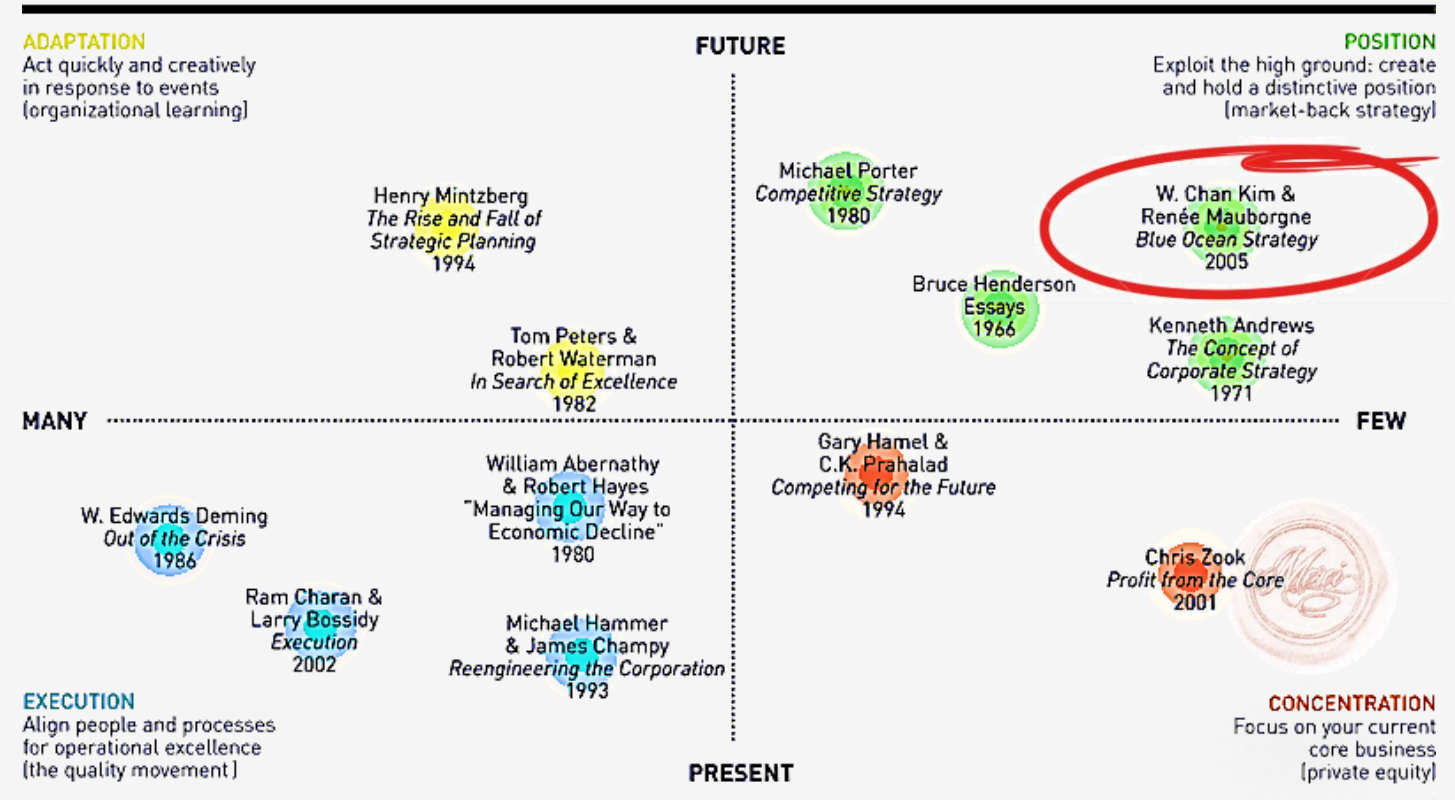 ADAPTATION
Act quickly and creatively
in response to events
(organizational learning)
FUTURE
POSITION
Exploit the high ground: create
and hold a distinctive position
(market-back strategy)
Henry Mintzberg
The Rise and Fall of
Strategic Planning
1994
Michael Porter
Competitive Strategy
1980
W. Chan Kim &
Renée Mauborgne
Blue Ocean Strategy
2005
Bruce Henderson
Essays
1966
Tom Peters &
Robert Waterman
In Search of Excellence
1982
Kenneth Andrews
The Concept of
Corporate Strategy
1971
MANY
FEW
William Abernathy
& Robert Hayes
"Managing Our Way to
Economic Decline"
1980
Gary Hamel &
C.K. Prahalad
Competing for the Future
1994
W. Edwards Deming
Out of the Crisis
1986
Chris Zook
Profit from the Core
2001
Ram Charan &
Larry Bossidy
Execution
2002
Michael Hammer
& James Champy
Reengineering the Corporation
1993
EXECUTION
Align people and processes
for operational excellence
(the quality movement)
PRESENT
CONCENTRATION
Focus on your current
core business
(private equity)